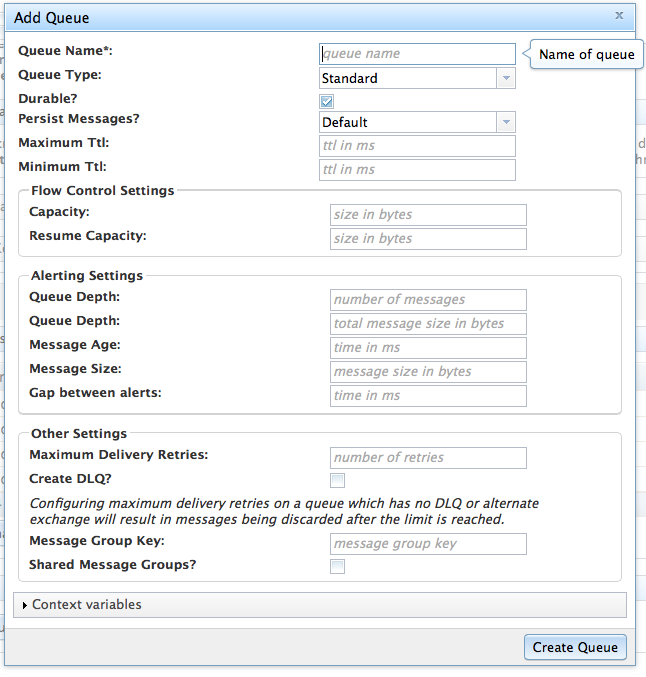 Add Queue x
Queue Name*: queue name Name of queue
Queue Type: Standard
Durable?
Persist Messages? Default
Maximum Ttl: ttl in ms
Minimum Ttl: ttl in ms
Flow Control Settings
Capacity: size in bytes
Resume Capacity: size in bytes
Alerting Settings
Queue Depth: number of messages
Queue Depth: total message size in bytes
Message Age: time in ms
Message Size: message size in bytes
Gap between alerts: time in ms
Other Settings
Maximum Delivery Retries: number of retries
Create DLQ?
Configuring maximum delivery retries on a queue which has no DLQ or alternate
exchange will result in messages being discarded after the limit is reached.
Message Group Key: message group key
Shared Message Groups?
Context variables
Create Queue